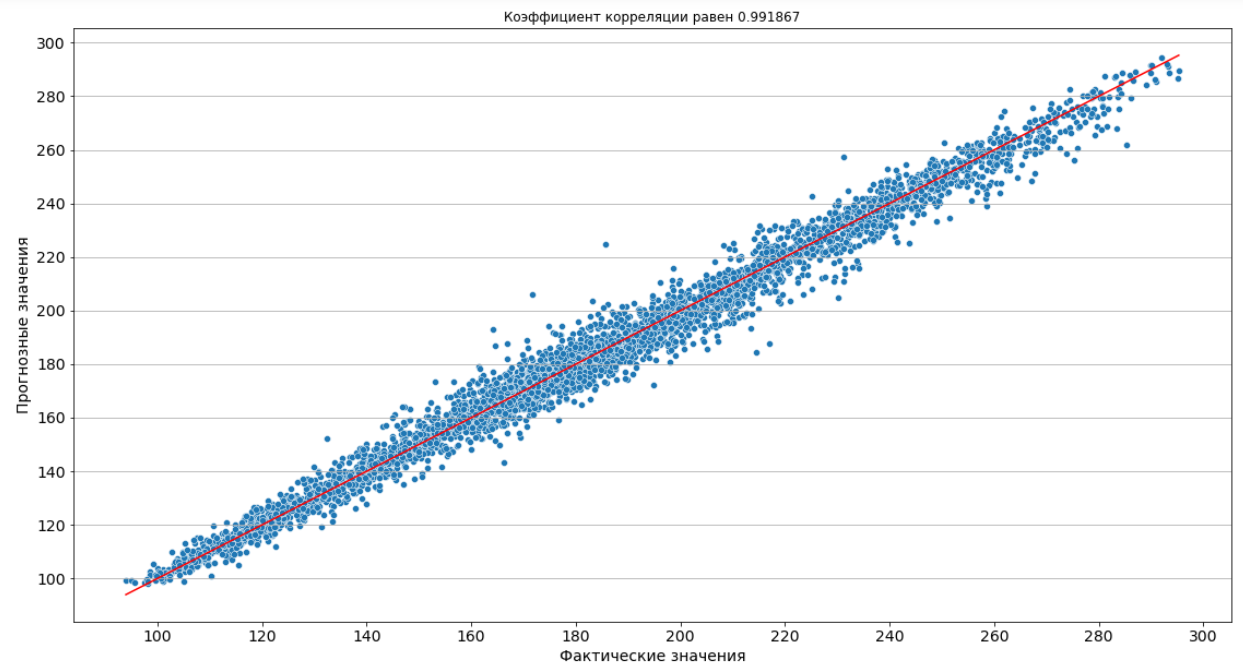 Коэффициент корреляции равен 0.991867
300
280
260
240
220
200
180
160
140
120
100
Прогнозные значения
100 120 140 160 180 200 220 240 260 280 300
Фактические значения